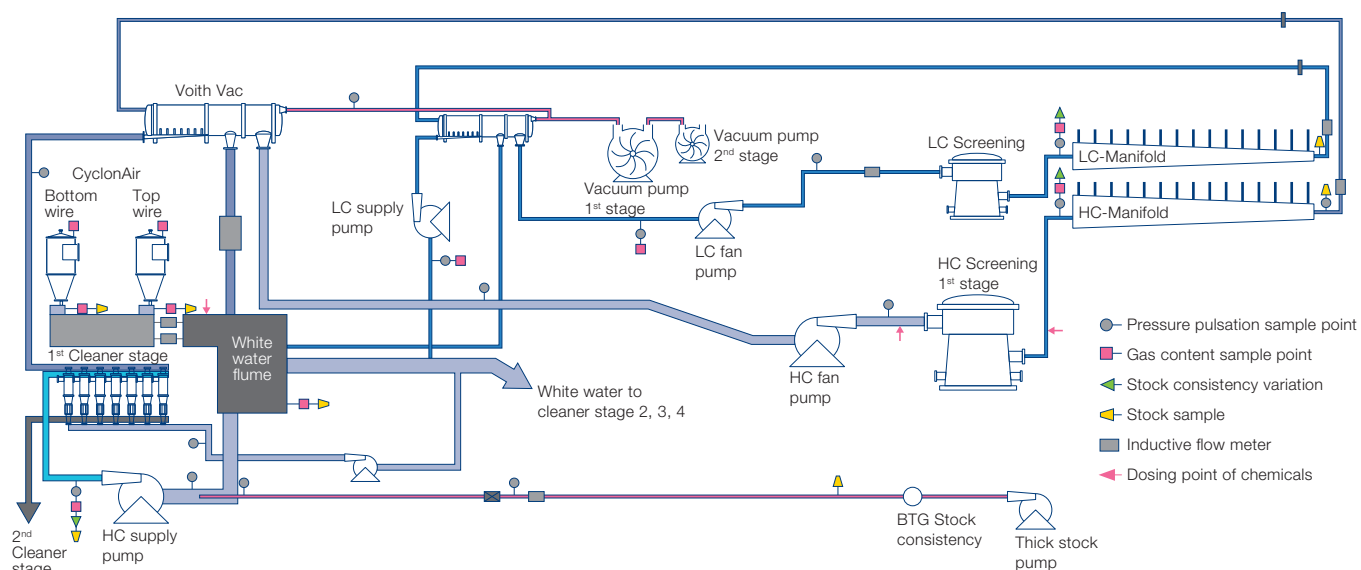 Voith Vac
Vacuum pump
2nd stage
LC Screening
LC-Manifold
CyclonAir
Bottom
wire
Top
wire
Vacuum pump
1st stage
LC supply
pump
HC-Manifold
LC fan
pump
HC Screening
1st stage
Pressure pulsation sample point
1st Cleaner stage
White
water
flume
Gas content sample point
HC fan
pump
White water to
cleaner stage 2, 3, 4
Stock consistency variation
Stock sample
Inductive flow meter
Dosing point of chemicals
2nd
Cleaner
stage
HC supply
pump
BTG Stock
consistency
Thick stock
pump